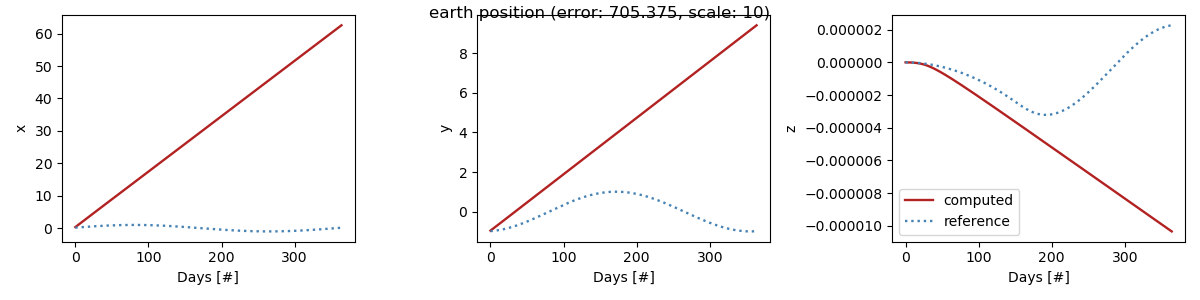 earth position (error: 705.375, scale: 10)
60
50
40
30
20
10
0
x
0 100 200 300
Days [#]
8
6
4
2
0
y
0 100 200 300
Days [#]
0.000002
0.000000
−0.000002
−0.000004
−0.000006
−0.000008
−0.000010
z
computed
reference
0 100 200 300
Days [#]